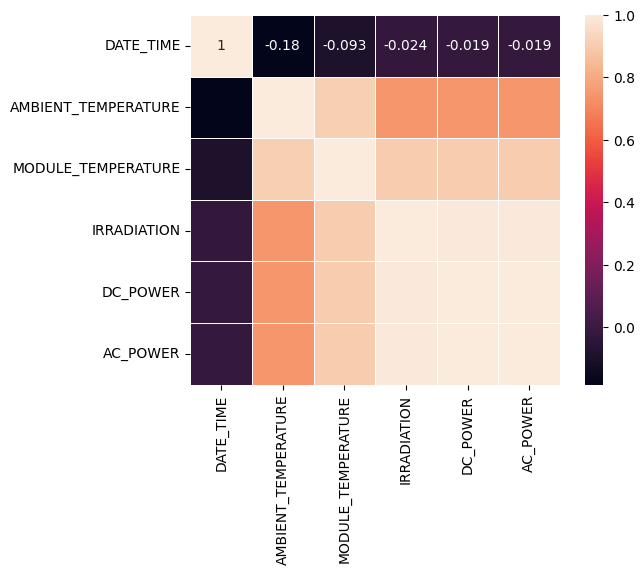 DATE_TIME 1 -0.18 -0.093 -0.024 -0.019 -0.019
AMBIENT_TEMPERATURE
MODULE_TEMPERATURE
IRRADIATION
DC_POWER
AC_POWER
DATE_TIME
AMBIENT_TEMPERATURE
MODULE_TEMPERATURE
IRRADIATION
DC_POWER
AC_POWER
1.0
0.8
0.6
0.4
0.2
0.0